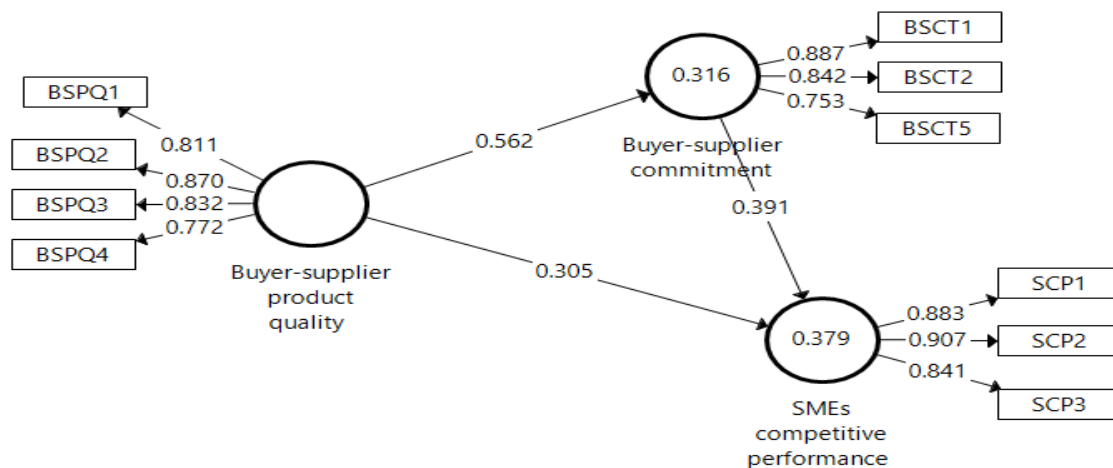 BSPQ1
BSPQ2
BSPQ3
BSPQ4
0.811
0.870
0.832
0.772
Buyer-supplier
product
quality
0.562
0.305
0.316
Buyer-supplier
commitment
0.887
0.842
0.753
BSCT1
BSCT2
BSCT5
0.391
0.379
SMEs
competitive
performance
0.883
0.907
0.841
SCP1
SCP2
SCP3